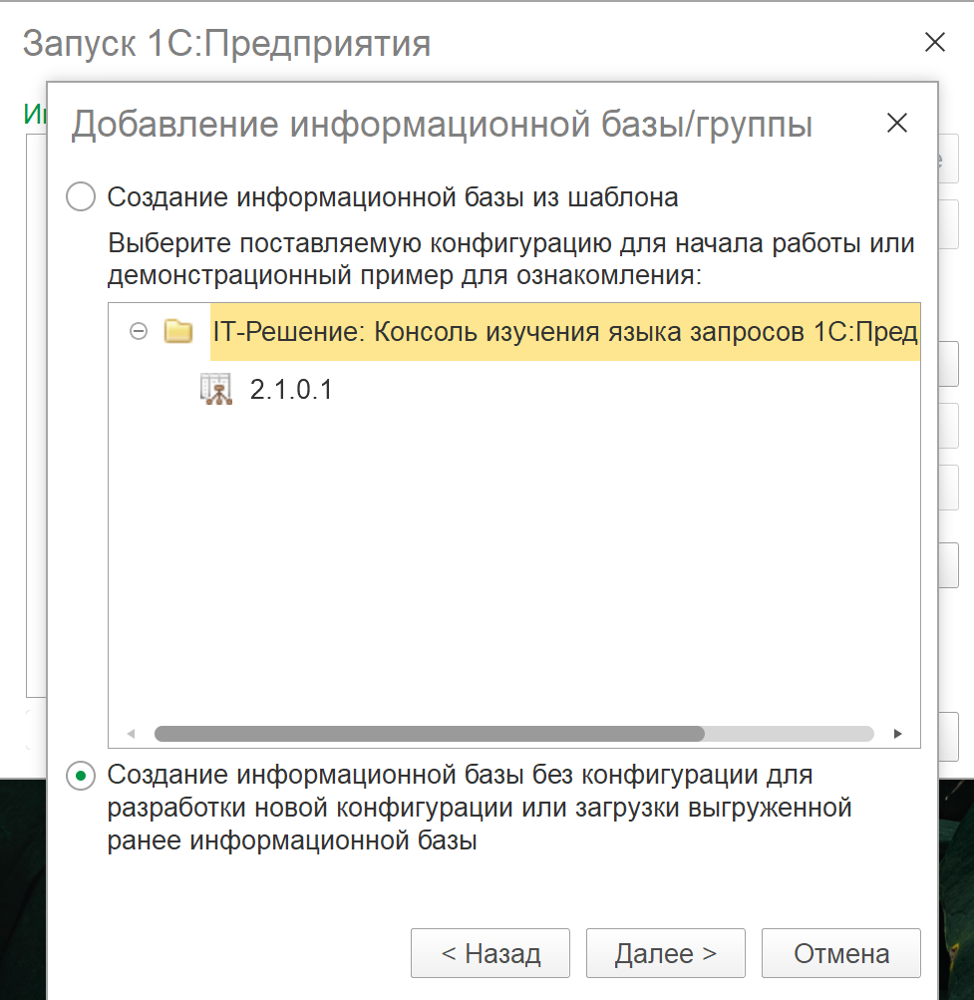 Запуск 1С:Предприятия
Добавление информационной базы/группы
Создание информационной базы из шаблона
Выберите поставляемую конфигурацию для начала работы или
демонстрационный пример для ознакомления:
IT-Решение: Консоль изучения языка запросов 1С:Пред
2.1.0.1
Создание информационной базы без конфигурации для
разработки новой конфигурации или загрузки выгруженной
ранее информационной базы
< Назад
Далее >
Отмена